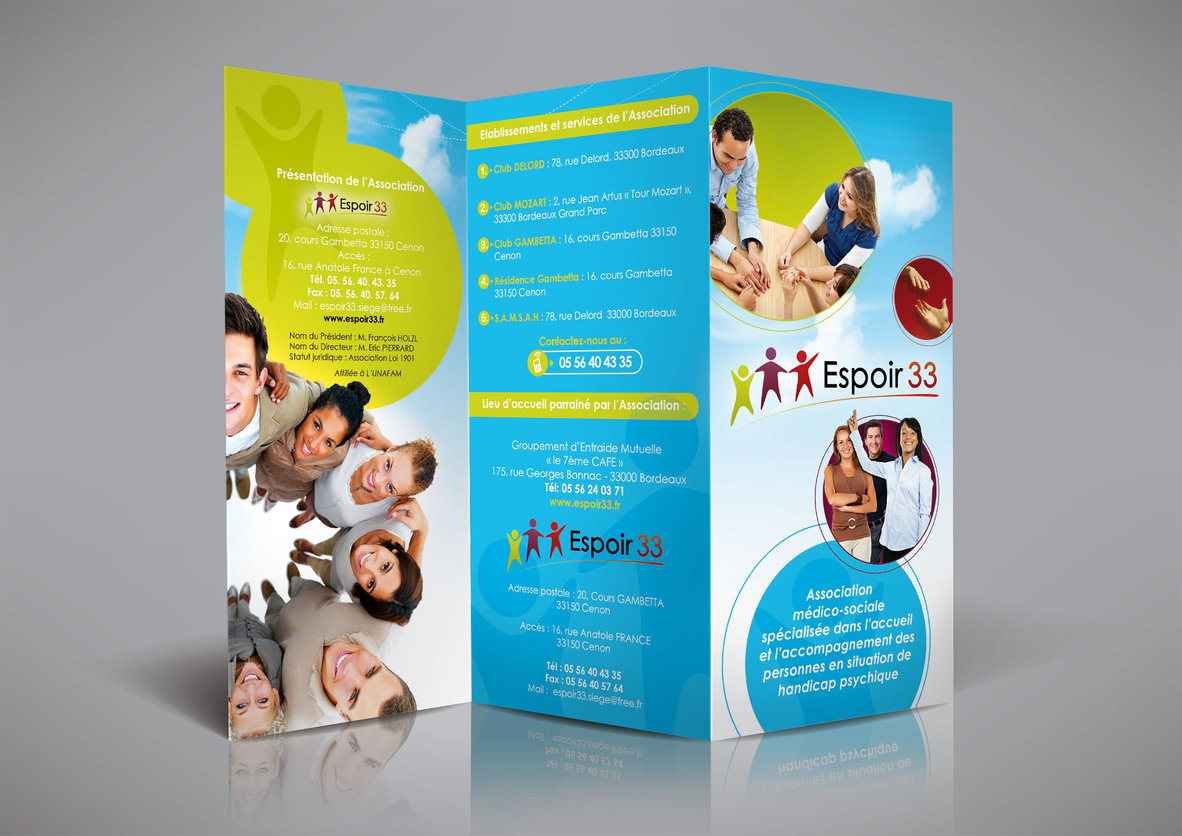 Présentation de l'Association
Espoir 33
Adresse postale :
20, cours Gambetta 33150 Cenon
Accès :
16, rue Anatole France à Cenon
Tél. 05. 56. 40. 43. 35
Fax : 05. 56. 40. 57. 64
Mail : espoir33.siege@free.fr
www.espoir33.fr
Nom du Président : M. François HOLZL
Nom du Directeur : M. Eric PIERRARD
Statut juridique : Association Loi 1901
Affiliée à L'UNAFAM
Etablissements et services de l'Association
1. Club DELORD : 78, rue Delord, 33300 Bordeaux
2. Club MOZART : 2, rue Jean Artus « Tour Mozart »,
33300 Bordeaux Grand Parc
3. Club GAMBETTA : 16, cours Gambetta 33150
Cenon
4. Résidence Gambetta : 16, cours Gambetta
33150 Cenon
5. S.A.M.S.A.H : 78, rue Delord 33000 Bordeaux
Contactez-nous au :
05 56 40 43 35
Lieu d'accueil parrainé par l'Association :
Groupement d'Entraide Mutuelle
« le 7ème CAFE »
175, rue Georges Bonnac - 33000 Bordeaux
Tél: 05 56 24 03 71
www.espoir33.fr
Espoir 33
Adresse postale : 20, Cours GAMBETTA
33150 Cenon
Accès : 16, rue Anatole FRANCE
33150 Cenon
Tél : 05 56 40 43 35
Fax : 05 56 40 57 64
Mail : espoir33.siege@free.fr
Espoir 33
Association
médico-sociale
spécialisée dans l'accueil
et l'accompagnement des
personnes en situation de
handicap psychique